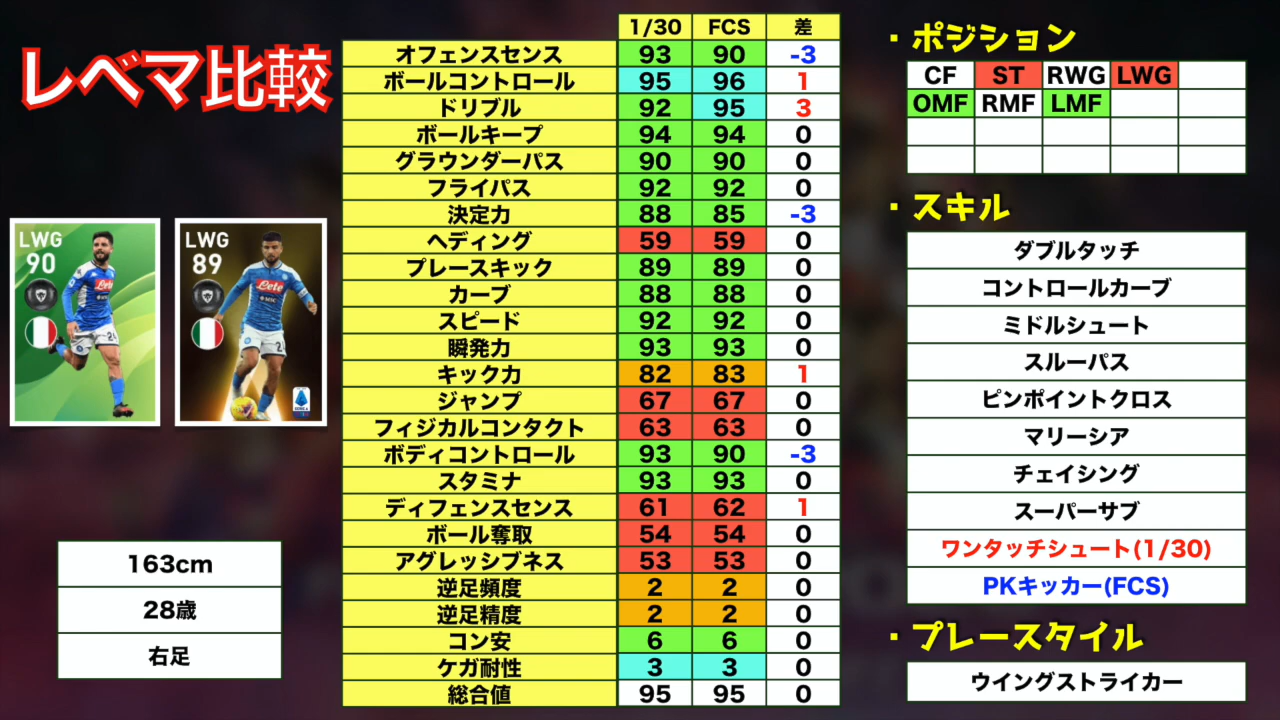 レベマ比較
LWG
90
Lete
LWG
89
Lete
163cm
28歳
右足
1/30 FCS 差
オフェンスセンス 93 90 -3
ボールコントロール 95 96 1
ドリブル 92 95 3
ボールキープ 94 94 0
グラウンダーパス 90 90 0
フライパス 92 92 0
決定力 88 85 -3
ヘディング 59 59 0
プレースキック 89 89 0
カーブ 88 88 0
スピード 92 92 0
瞬発力 93 93 0
キック力 82 83 1
ジャンプ 67 67 0
フィジカルコンタクト 63 63 0
ボディコントロール 93 90 -3
スタミナ 93 93 0
ディフェンスセンス 61 62 1
ボール奪取 54 54 0
アグレッシブネス 53 53 0
逆足頻度 2 2 0
逆足精度 2 2 0
コン安 6 6 0
ケガ耐性 3 3 0
総合値 95 95 0
・ポジション
CF ST RWG LWG
OMF RMF LMF
・スキル
ダブルタッチ
コントロールカーブ
ミドルシュート
スルーパス
ピンポイントクロス
マリーシア
チェイシング
スーパーサブ
ワンタッチシュート(1/30)
PKキッカー(FCS)
・プレースタイル
ウイングストライカー